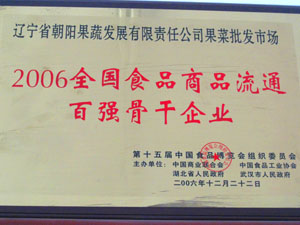 辽宁省朝阳果蔬发展有限责任公司果菜批发市场
2006全国食品商品流通
百强骨干企业
第十五届中国食品博览会组织委员会
主办单位：中国商业联合会 中国食品工业协会
湖北省人民政府 武汉市人民政府
二00六年十二月二十二日